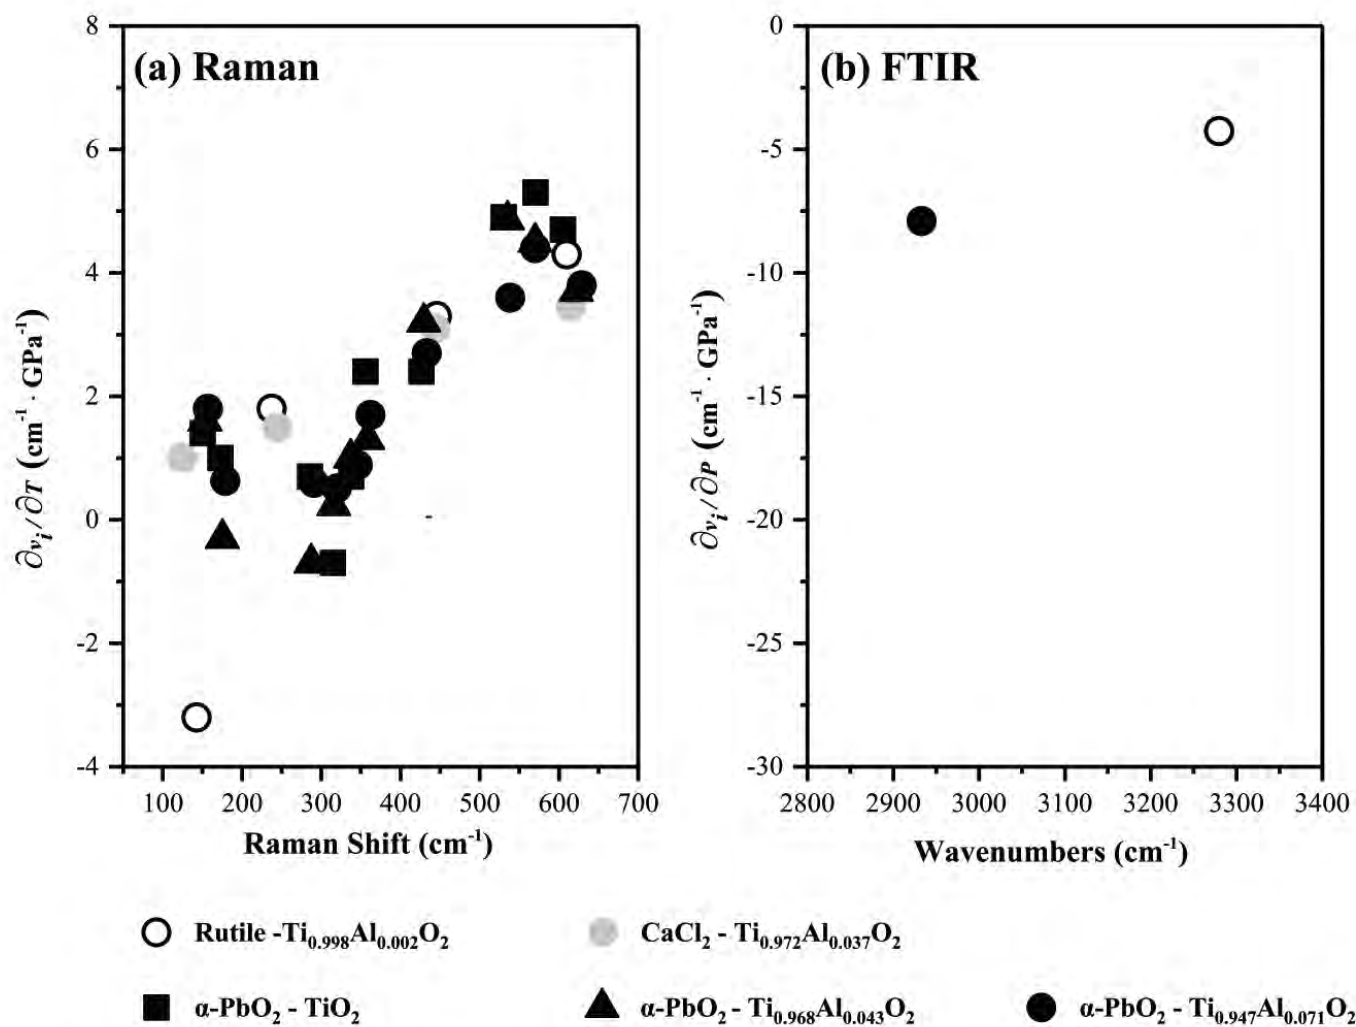 (a) Raman
8
6
4
2
0
-2
-4
∂νᵢ/∂T (cm⁻¹ · GPa⁻¹)
100 200 300 400 500 600 700
Raman Shift (cm⁻¹)
(b) FTIR
0
-5
-10
-15
-20
-25
-30
∂νᵢ/∂P (cm⁻¹ · GPa⁻¹)
2800 2900 3000 3100 3200 3300 3400
Wavenumbers (cm⁻¹)
Rutile -Ti₀.₉₉₈Al₀.₀₀₂O₂
CaCl₂ - Ti₀.₉₇₂Al₀.₀₃₇O₂
α-PbO₂ - TiO₂
α-PbO₂ - Ti₀.₉₆₈Al₀.₀₄₃O₂
α-PbO₂ - Ti₀.₉₄₇Al₀.₀₇₁O₂